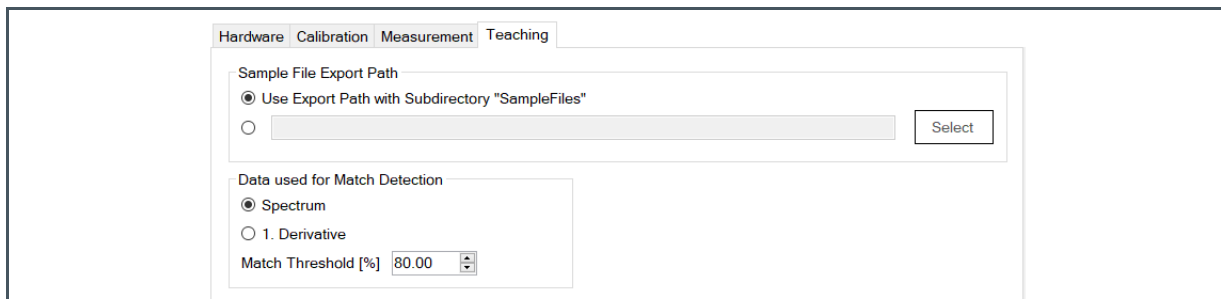 Hardware Calibration Measurement Teaching
Sample File Export Path
Use Export Path with Subdirectory "SampleFiles"
Select
Data used for Match Detection
Spectrum
1. Derivative
Match Threshold [%] 80.00